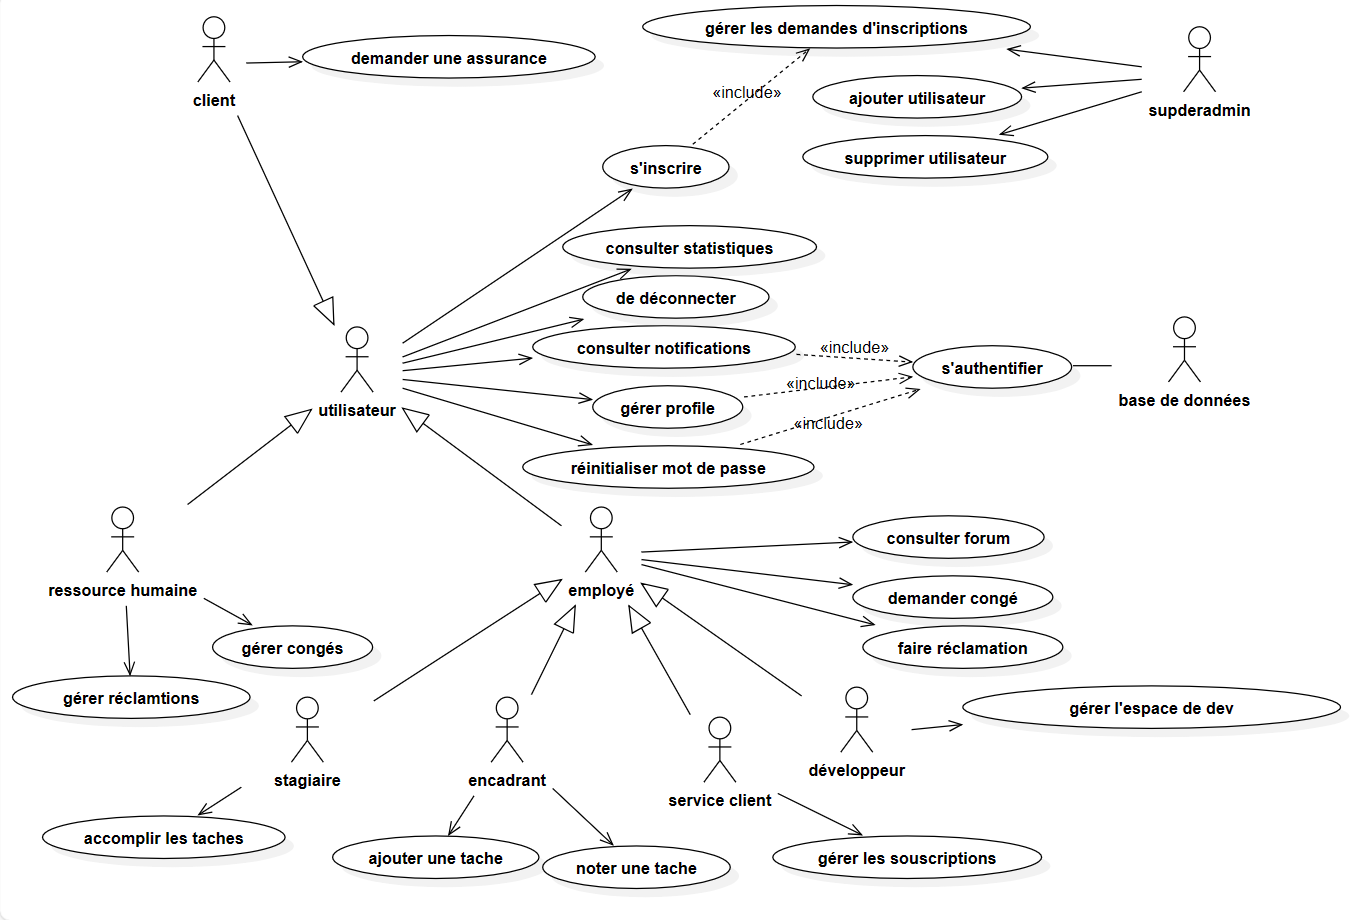 gérer les demandes d'inscriptions
demander une assurance
client
«include»
ajouter utilisateur
supderadmin
supprimer utilisateur
s'inscrire
consulter statistiques
de déconnecter
consulter notifications
«include»
s'authentifier
«include»
base de données
utilisateur
gérer profile
«include»
réinitialiser mot de passe
consulter forum
ressource humaine
employé
demander congé
gérer congés
faire réclamation
gérer réclamtions
gérer l'espace de dev
stagiaire
encadrant
développeur
service client
accomplir les taches
ajouter une tache
noter une tache
gérer les souscriptions